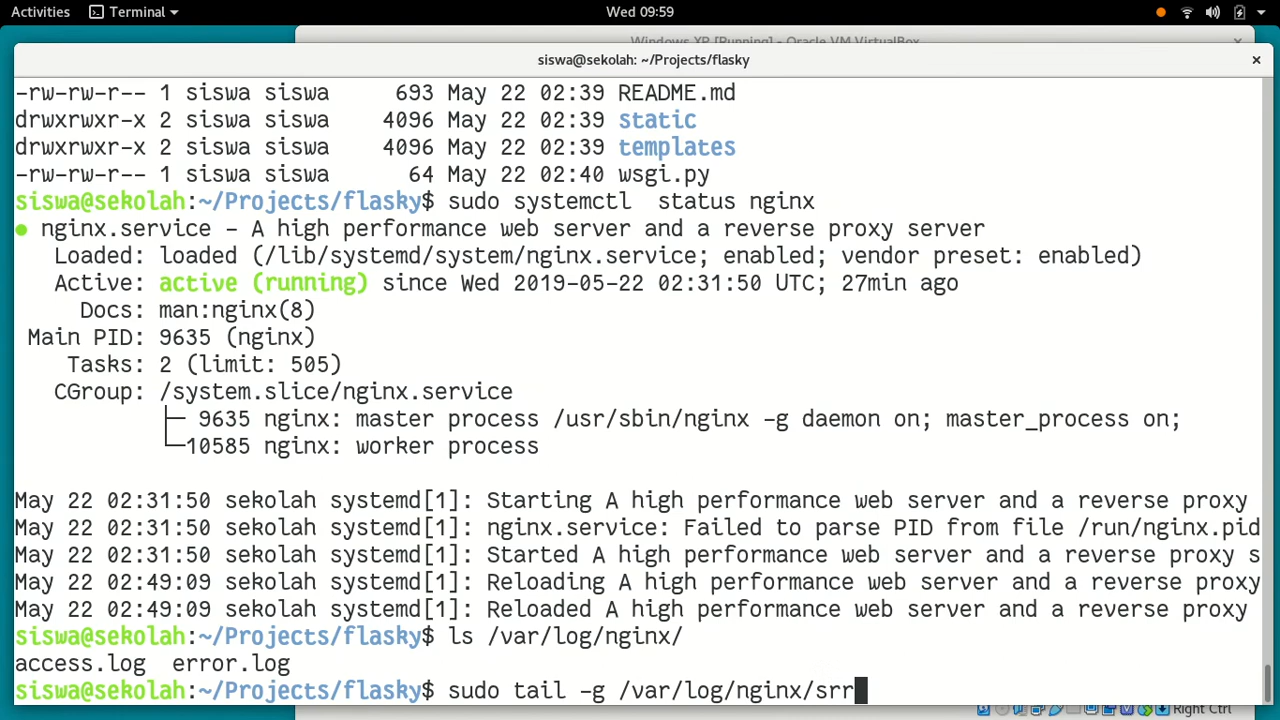 Activities Terminal Wed 09:59
Windows XP [Running] - Oracle VM VirtualBox
siswa@sekolah: ~/Projects/flasky
-rw-rw-r-- 1 siswa siswa 693 May 22 02:39 README.md
drwxrwxr-x 2 siswa siswa 4096 May 22 02:39 static
drwxrwxr-x 2 siswa siswa 4096 May 22 02:39 templates
-rw-rw-r-- 1 siswa siswa 64 May 22 02:40 wsgi.py
siswa@sekolah:~/Projects/flasky$ sudo systemctl  status nginx
● nginx.service - A high performance web server and a reverse proxy server
Loaded: loaded (/lib/systemd/system/nginx.service; enabled; vendor preset: enabled)
Active: active (running) since Wed 2019-05-22 02:31:50 UTC; 27min ago
Docs: man:nginx(8)
Main PID: 9635 (nginx)
Tasks: 2 (limit: 505)
CGroup: /system.slice/nginx.service
├─ 9635 nginx: master process /usr/sbin/nginx -g daemon on; master_process on;
└─10585 nginx: worker process
May 22 02:31:50 sekolah systemd[1]: Starting A high performance web server and a reverse proxy
May 22 02:31:50 sekolah systemd[1]: nginx.service: Failed to parse PID from file /run/nginx.pid
May 22 02:31:50 sekolah systemd[1]: Started A high performance web server and a reverse proxy s
May 22 02:49:09 sekolah systemd[1]: Reloading A high performance web server and a reverse proxy
May 22 02:49:09 sekolah systemd[1]: Reloaded A high performance web server and a reverse proxy
siswa@sekolah:~/Projects/flasky$ ls /var/log/nginx/
access.log  error.log
siswa@sekolah:~/Projects/flasky$ sudo tail -g /var/log/nginx/srr
Right Ctrl